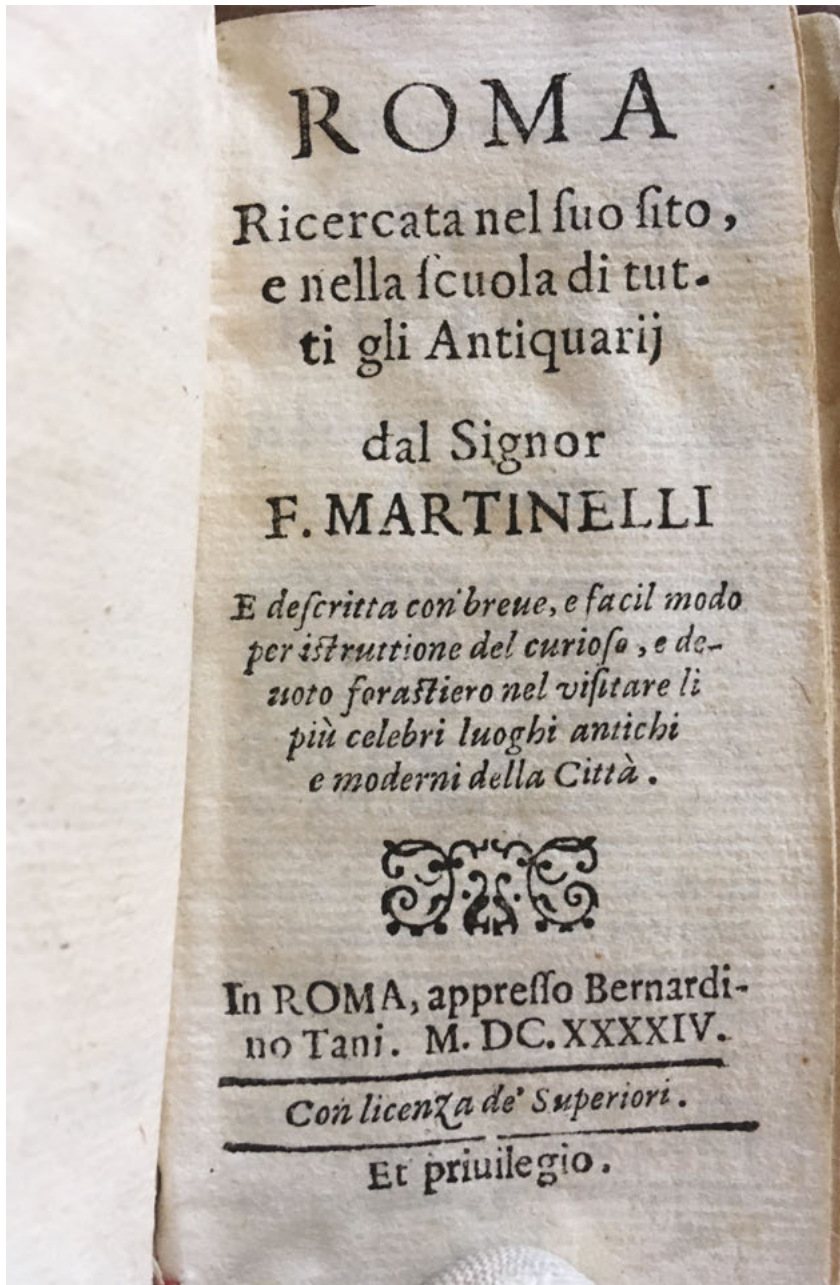 ROMA
Ricercata nel ſuo ſito,
e nella ſcuola di tut-
ti gli Antiquarij
dal Signor
F. MARTINELLI
E deſcritta con breue, e facil modo
per iſtruttione del curioſo, e de-
uoto foraſtiero nel viſitare li
più celebri luoghi antichi
e moderni della Città.
In ROMA, appreſſo Bernardi-
no Tani. M. DC. XXXXIV.
Con licenza de' Superiori.
Et priuilegio.